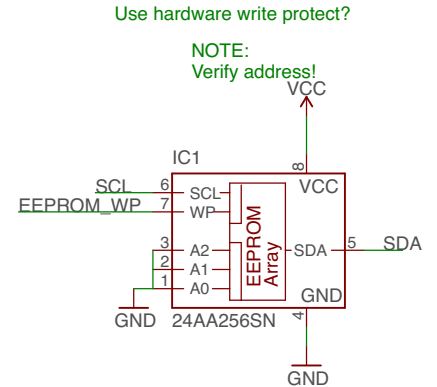 Use hardware write protect?
NOTE:
Verify address!
VCC
IC1
8
VCC
SCL 6 SCL
EEPROM_WP 7 WP
EEPROM
Array
3 A2
2 A1
1 A0
SDA 5 SDA
GND
4
GND
24AA256SN
GND